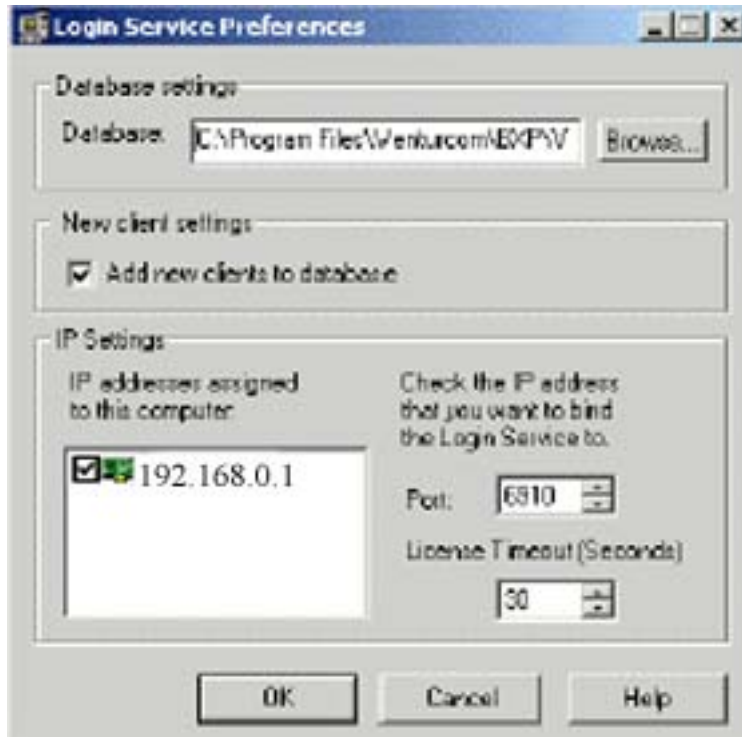 Login Service Preferences
Database settings
Database:
C:\Program Files\Venturcom\BXP\V
Browse...
New client settings
Add new clients to database
IP Settings
IP addresses assigned
to this computer
192.168.0.1
Check the IP address
that you want to bind
the Login Service to.
Port:
6910
License Timeout (Seconds)
30
OK
Cancel
Help